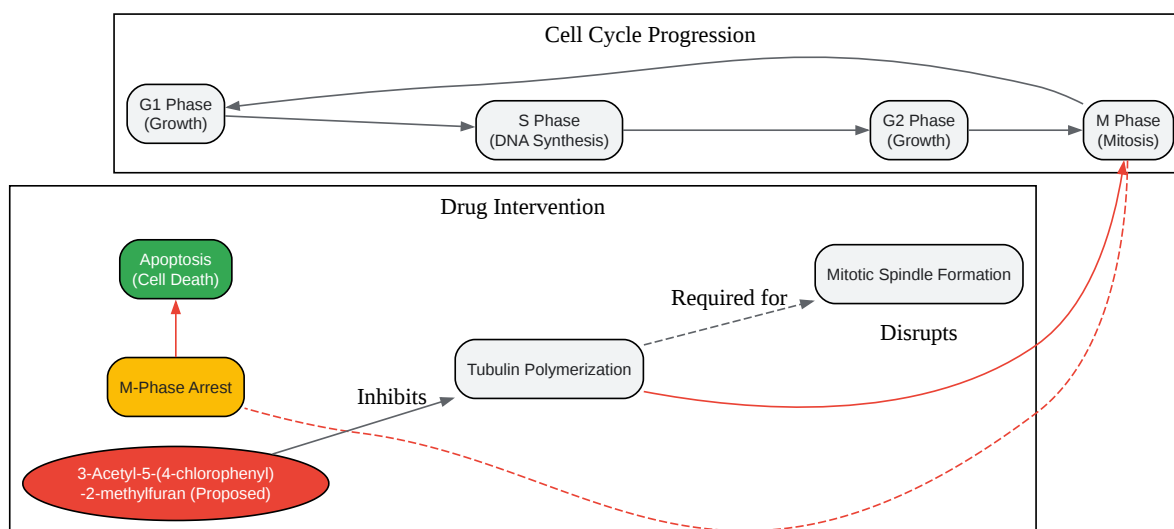 Cell Cycle Progression
G1 Phase
(Growth)
S Phase
(DNA Synthesis)
G2 Phase
(Growth)
M Phase
(Mitosis)
Drug Intervention
Apoptosis
(Cell Death)
Mitotic Spindle Formation
Required for
Disrupts
Tubulin Polymerization
M-Phase Arrest
Inhibits
3-Acetyl-5-(4-chlorophenyl)
-2-methylfuran (Proposed)